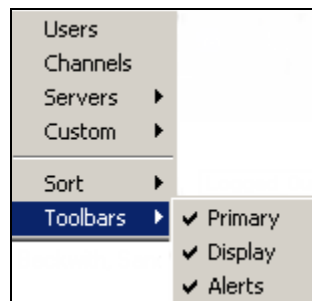 Users
Channels
Servers
Custom
Sort
Toolbars
Primary
Display
Alerts